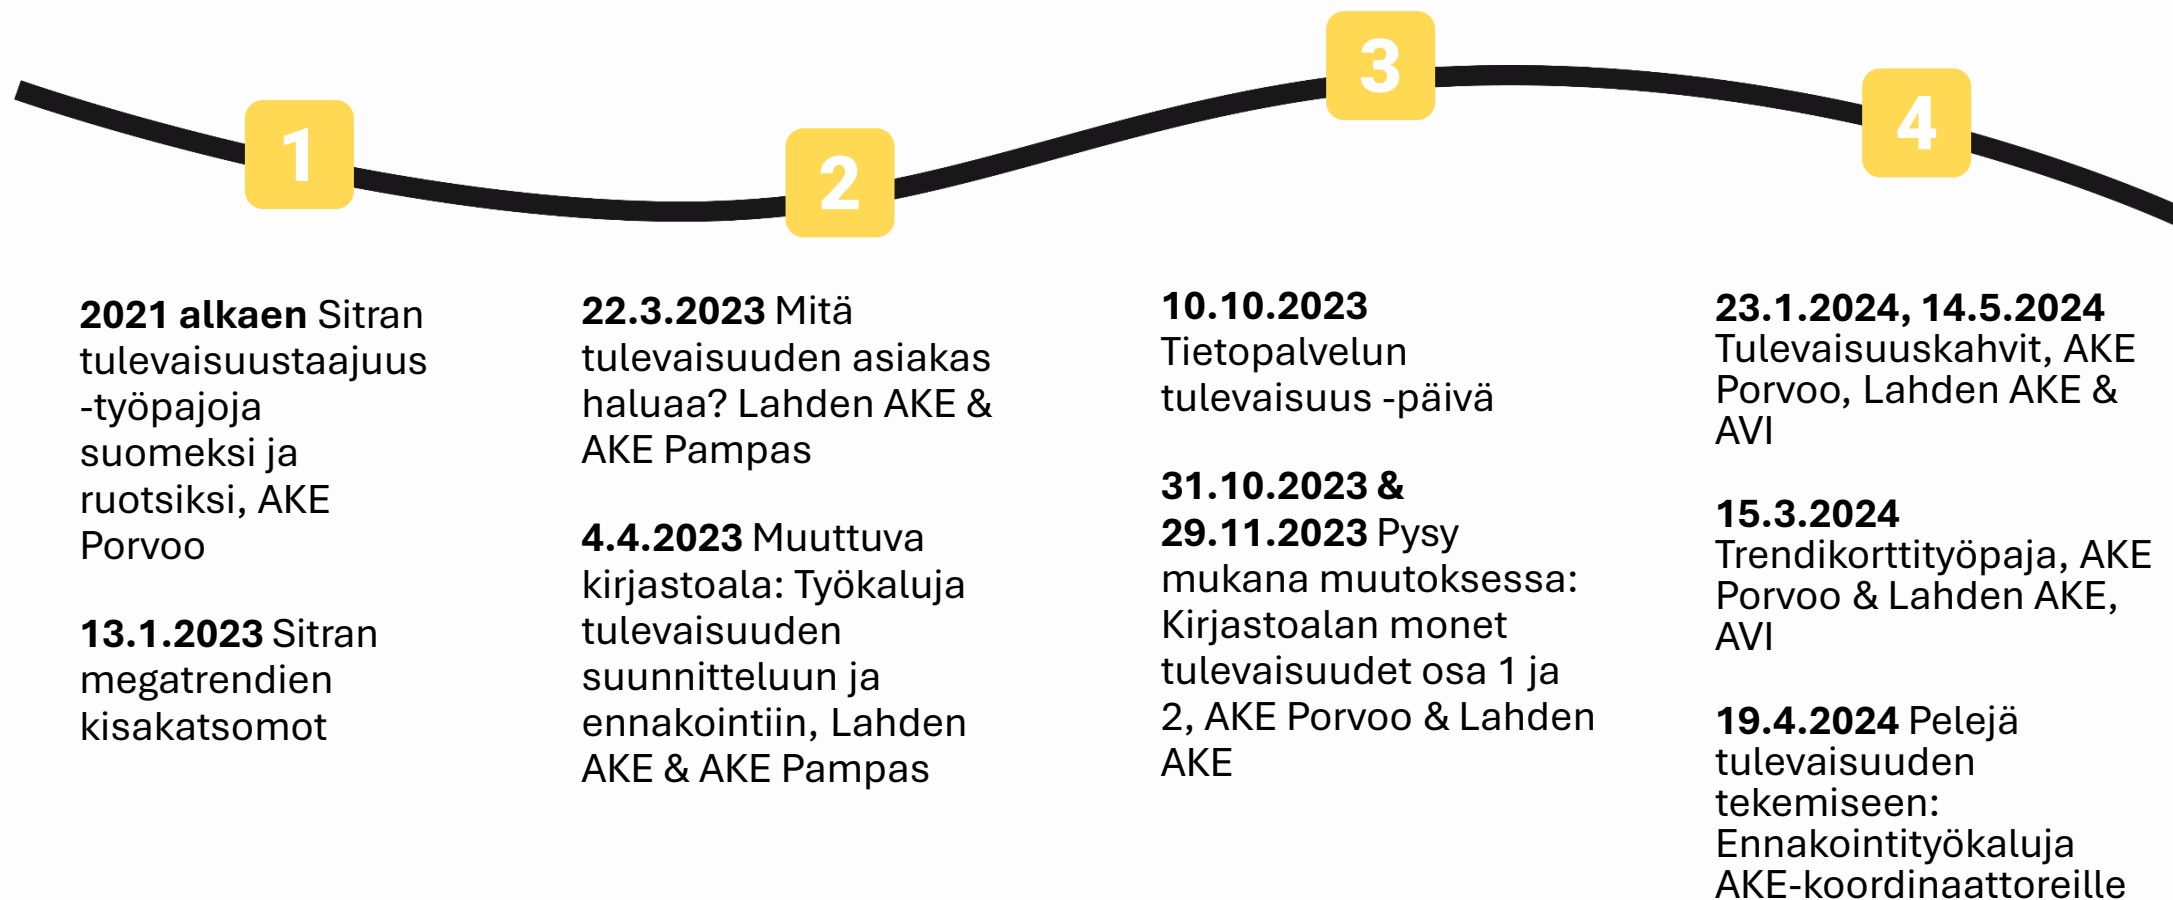 1
2
3
4
2021 alkaen Sitran
tulevaisuustaajuus
-työpajoja
suomeksi ja
ruotsiksi, AKE
Porvoo
13.1.2023 Sitran
megatrendien
kisakatsomot
22.3.2023 Mitä
tulevaisuuden asiakas
haluaa? Lahden AKE &
AKE Pampas
4.4.2023 Muuttuva
kirjastoala: Työkaluja
tulevaisuuden
suunnitteluun ja
ennakointiin, Lahden
AKE & AKE Pampas
10.10.2023
Tietopalvelun
tulevaisuus -päivä
31.10.2023 &
29.11.2023 Pysy
mukana muutoksessa:
Kirjastoalan monet
tulevaisuudet osa 1 ja
2, AKE Porvoo & Lahden
AKE
23.1.2024, 14.5.2024
Tulevaisuuskahvit, AKE
Porvoo, Lahden AKE &
AVI
15.3.2024
Trendikorttityöpaja, AKE
Porvoo & Lahden AKE,
AVI
19.4.2024 Pelejä
tulevaisuuden
tekemiseen:
Ennakointityökaluja
AKE-koordinaattoreille